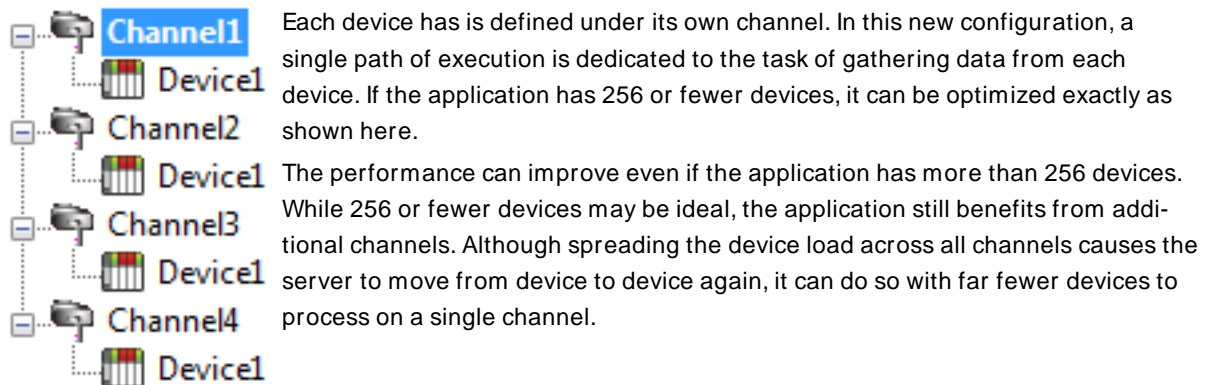 Channel1
Device1
Channel2
Device1
Channel3
Device1
Channel4
Device1
Each device has is defined under its own channel. In this new configuration, a
single path of execution is dedicated to the task of gathering data from each
device. If the application has 256 or fewer devices, it can be optimized exactly as
shown here.
The performance can improve even if the application has more than 256 devices.
While 256 or fewer devices may be ideal, the application still benefits from addi-
tional channels. Although spreading the device load across all channels causes the
server to move from device to device again, it can do so with far fewer devices to
process on a single channel.